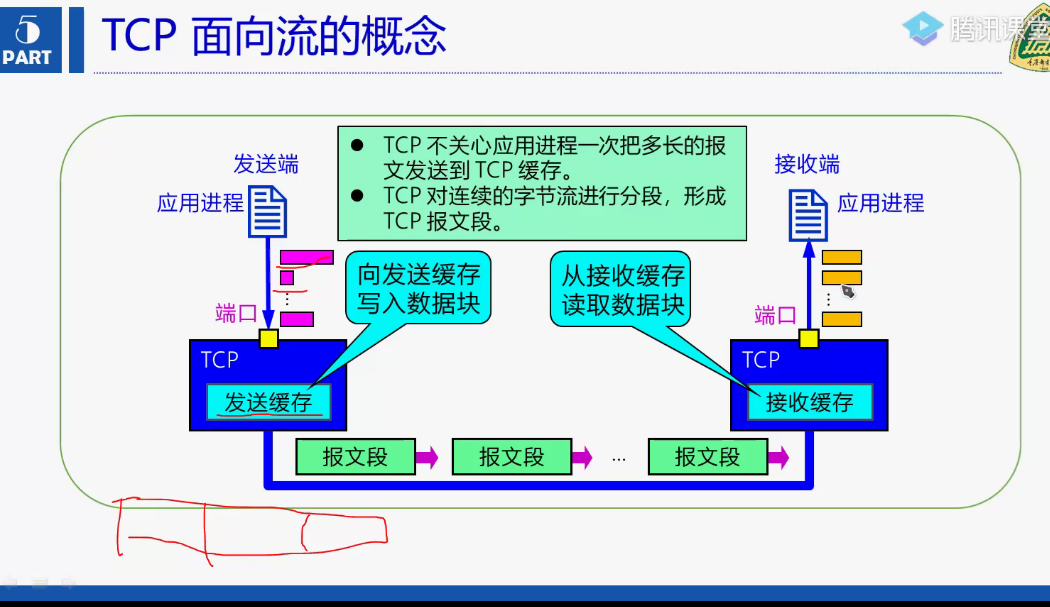 5
PART
TCP 面向流的概念
腾讯课堂
● TCP 不关心应用进程一次把多长的报
文发送到 TCP 缓存。
● TCP 对连续的字节流进行分段，形成
TCP 报文段。
发送端
应用进程
接收端
应用进程
向发送缓存
写入数据块
从接收缓存
读取数据块
⋮
端口
⋮
端口
TCP
发送缓存
TCP
接收缓存
报文段
报文段
...
报文段